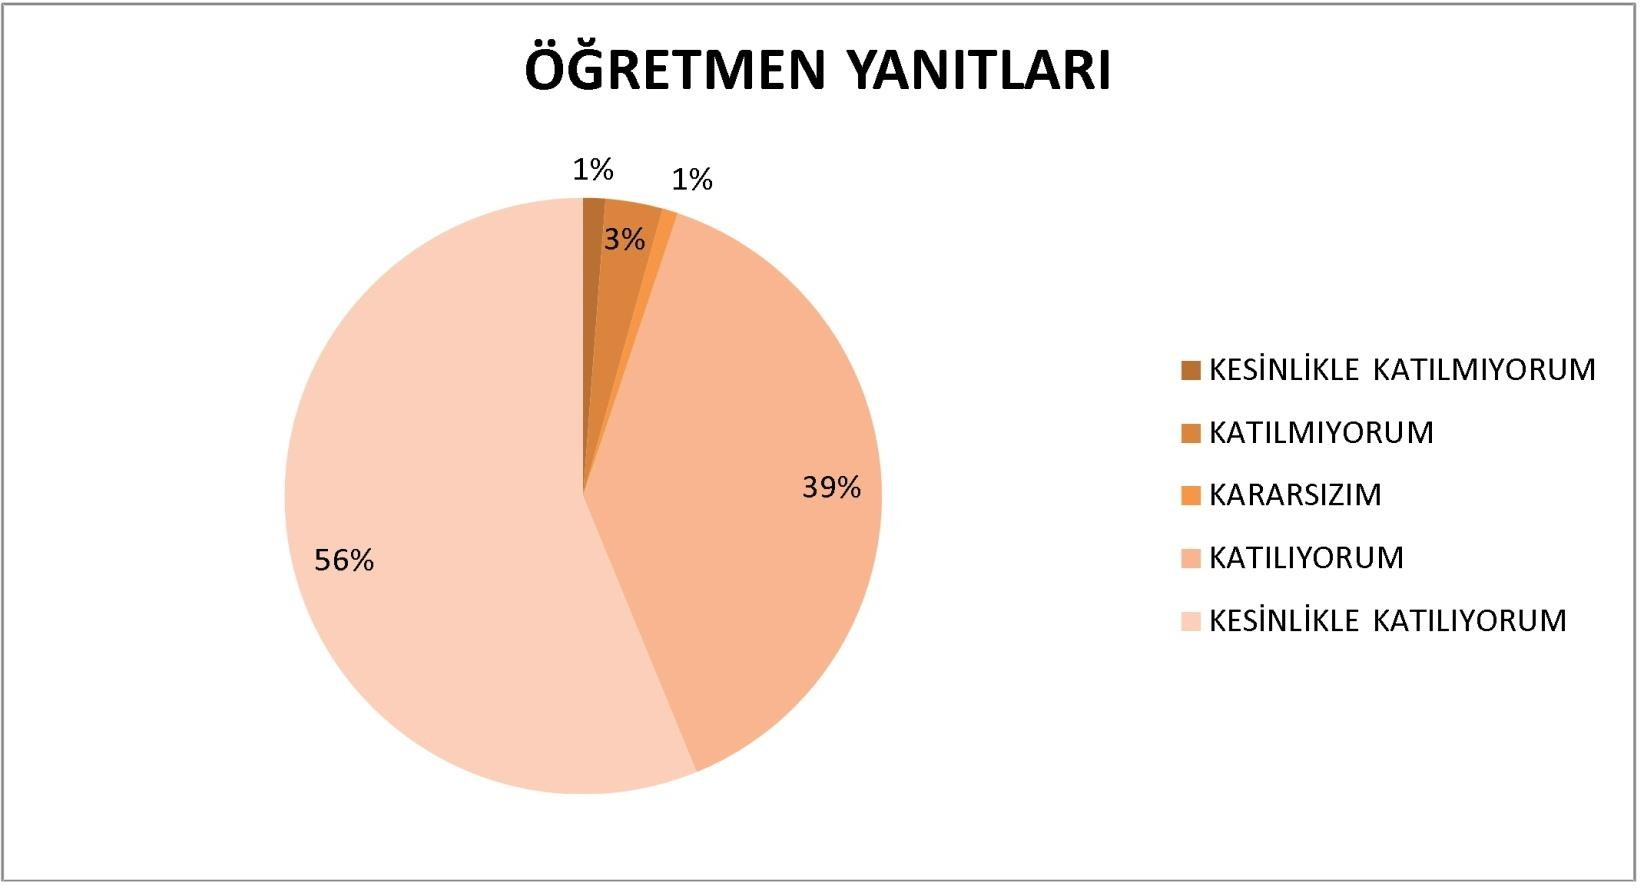 ÖĞRETMEN YANITLARI
1%
1%
3%
39%
56%
KESİNLİKLE KATILMIYORUM
KATILMIYORUM
KARARSIZIM
KATILIYORUM
KESİNLİKLE KATILIYORUM